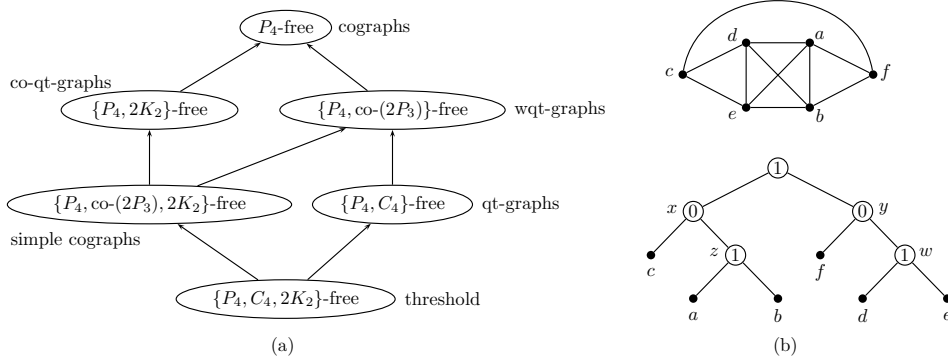 P₄-free cographs
co-qt-graphs
{P₄, 2K₂}-free
{P₄, co-(2P₃)}-free wqt-graphs
{P₄, co-(2P₃), 2K₂}-free
simple cographs
{P₄, C₄}-free qt-graphs
{P₄, C₄, 2K₂}-free threshold
(a)
d a
c f
e b
1
x 0 0 y
c z 1 f 1 w
a b d e
(b)